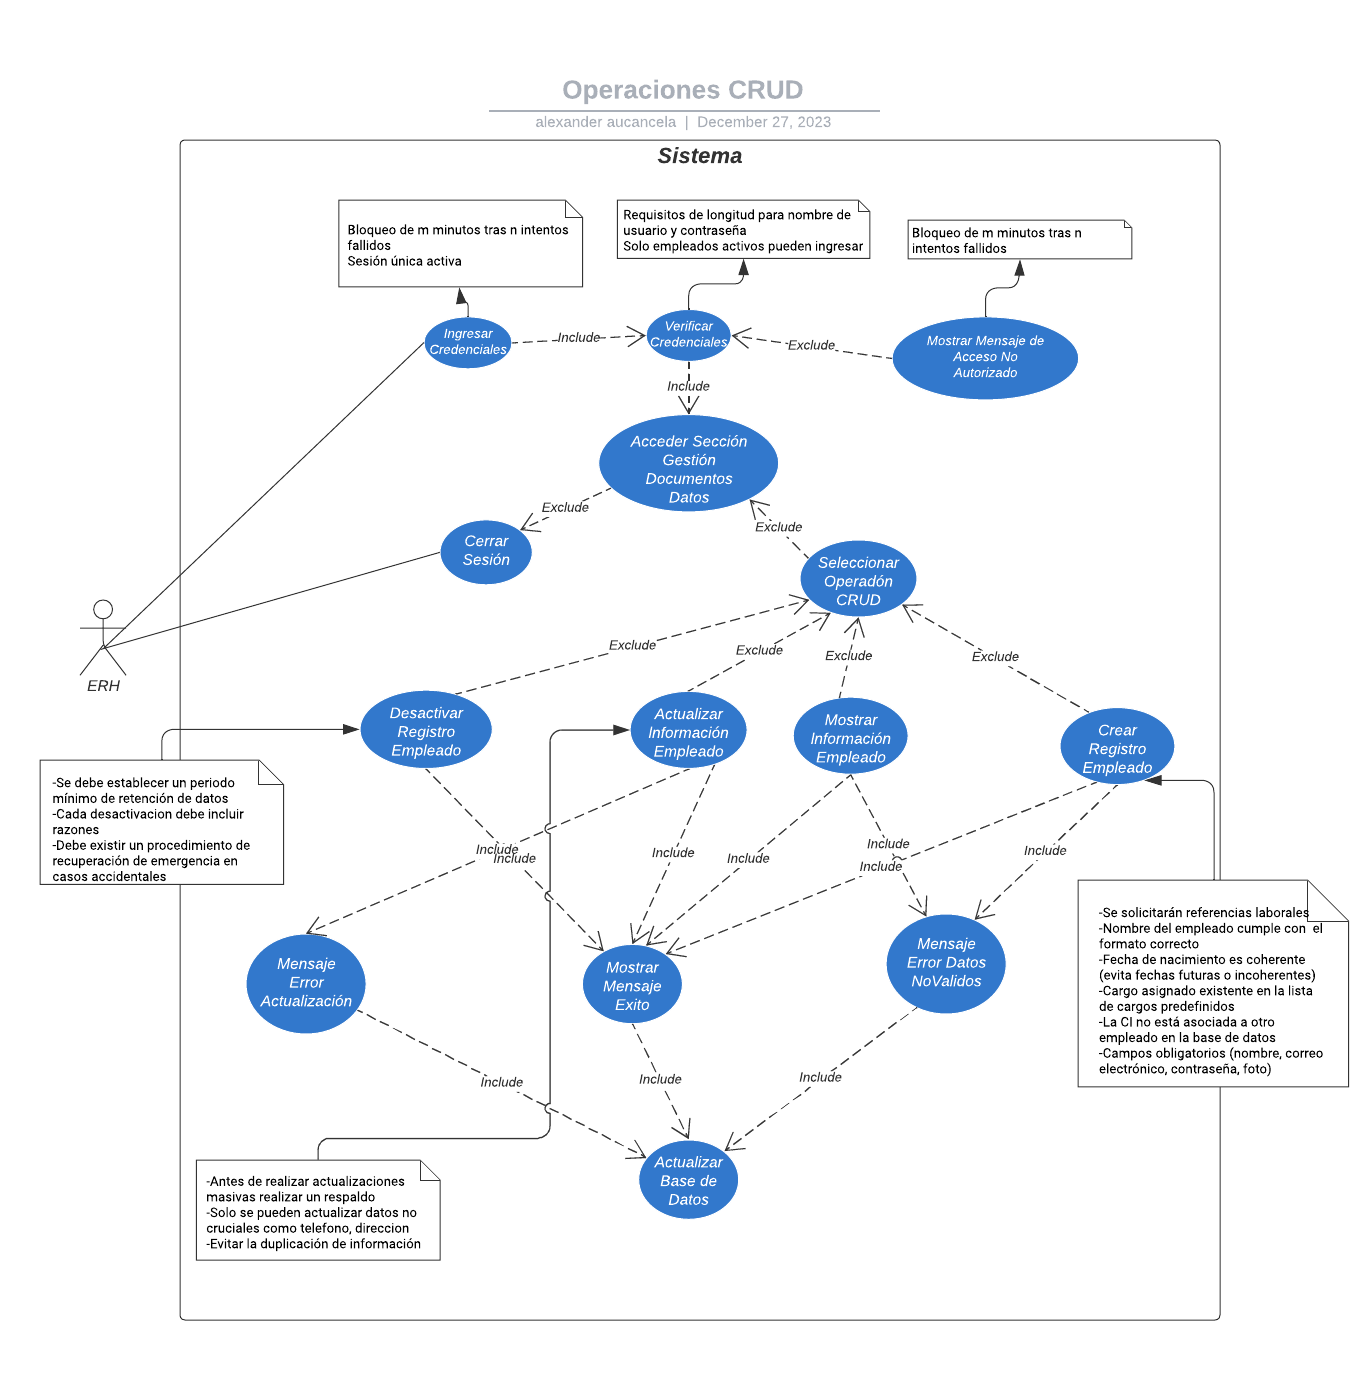 Operaciones CRUD
alexander aucancela | December 27, 2023
Sistema
Bloqueo de m minutos tras n intentos
fallidos
Sesión única activa
Requisitos de longitud para nombre de
usuario y contraseña
Solo empleados activos pueden ingresar
Bloqueo de m minutos tras n
intentos fallidos
Ingresar
Credenciales
Include
Verificar
Credenciales
Exclude
Mostrar Mensaje de
Acceso No
Autorizado
Include
Acceder Sección
Gestión
Documentos
Datos
Exclude
Exclude
Cerrar
Sesión
Seleccionar
Operadón
CRUD
ERH
Exclude
Exclude
Exclude
Exclude
Desactivar
Registro
Empleado
Actualizar
Información
Empleado
Mostrar
Información
Empleado
Crear
Registro
Empleado
-Se debe establecer un periodo
mínimo de retención de datos
-Cada desactivacion debe incluir
razones
-Debe existir un procedimiento de
recuperación de emergencia en
casos accidentales
Include
Include
Include
Include
Include
Include
Include
-Se solicitarán referencias laborales
-Nombre del empleado cumple con el
formato correcto
-Fecha de nacimiento es coherente
(evita fechas futuras o incoherentes)
-Cargo asignado existente en la lista
de cargos predefinidos
-La CI no está asociada a otro
empleado en la base de datos
-Campos obligatorios (nombre, correo
electrónico, contraseña, foto)
Mensaje
Error
Actualización
Mostrar
Mensaje
Exito
Mensaje
Error Datos
NoValidos
Include
Include
Include
Actualizar
Base de
Datos
-Antes de realizar actualizaciones
masivas realizar un respaldo
-Solo se pueden actualizar datos no
cruciales como telefono, direccion
-Evitar la duplicación de información